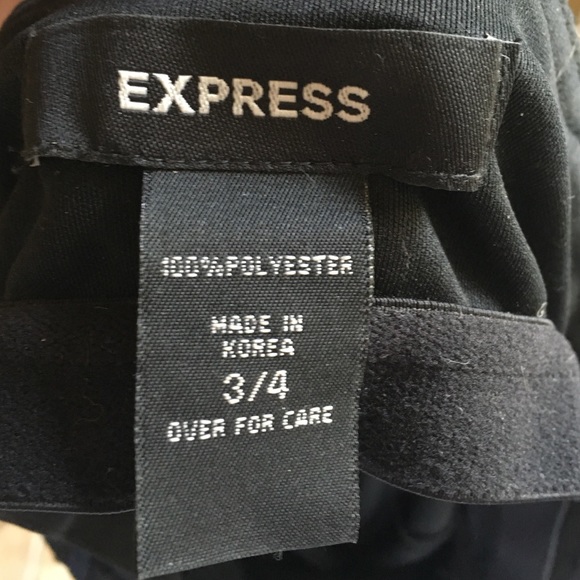 EXPRESS
100%POLYESTER
MADE IN
KOREA
3/4
OVER FOR CARE